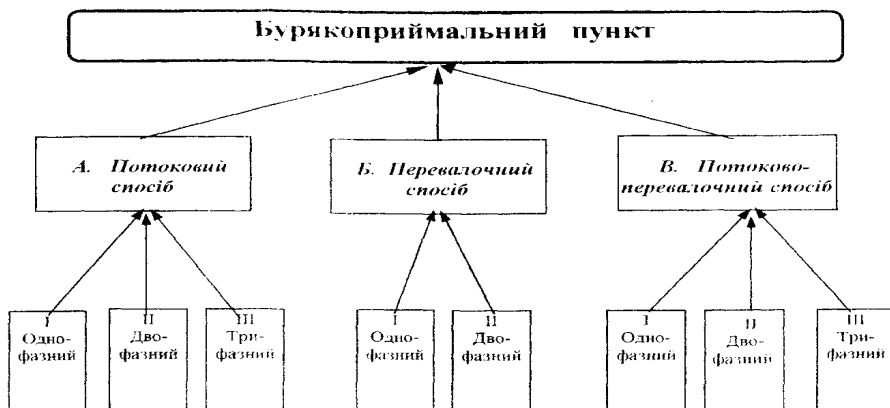 Бурякоприймальний пункт
А. Потоковий
спосіб
Б. Перевалочний
спосіб
В. Потоково-
перевалочний спосіб
I
Одно-
фазний
II
Дво-
фазний
III
Три-
фазний
I
Одно-
фазний
II
Дво-
фазний
I
Одно-
фазний
II
Дво-
фазний
III
Три-
фазний